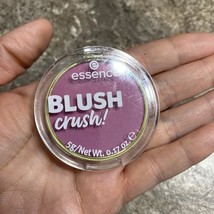 essence
BLUSH
crush!
5g/Net Wt. 0.17 oz. e